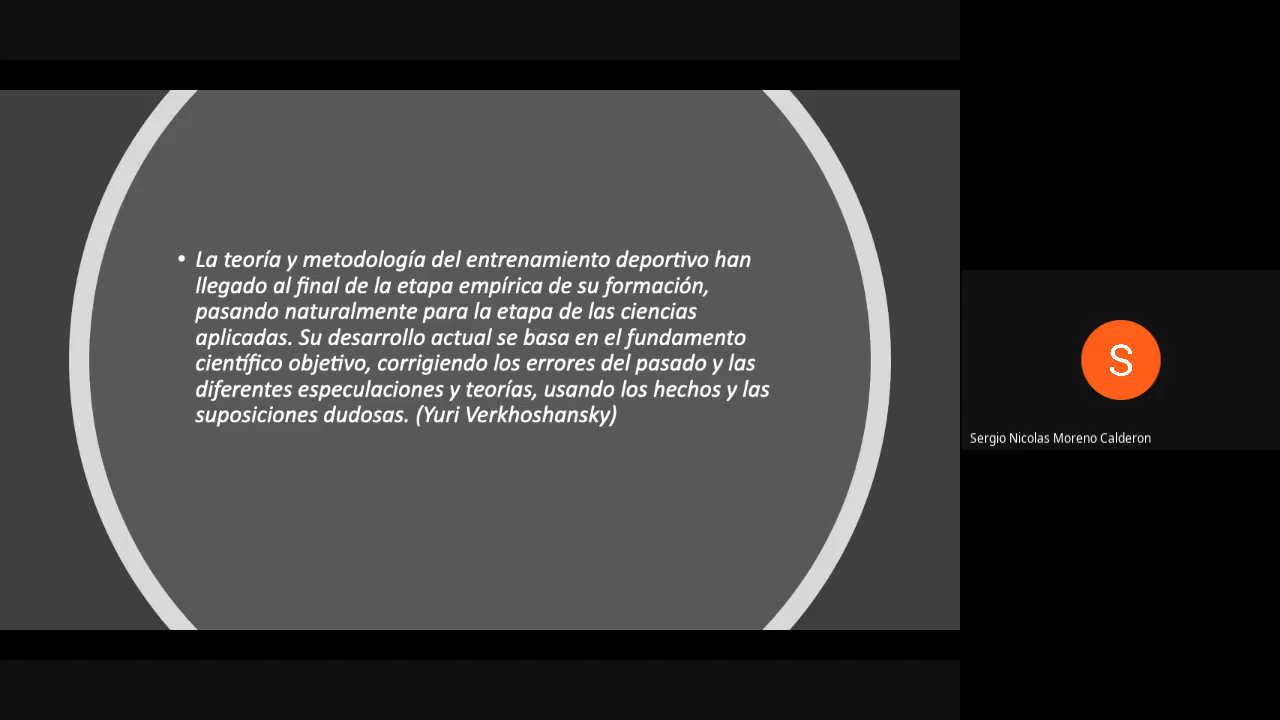 • La teoría y metodología del entrenamiento deportivo han
llegado al final de la etapa empírica de su formación,
pasando naturalmente para la etapa de las ciencias
aplicadas. Su desarrollo actual se basa en el fundamento
científico objetivo, corrigiendo los errores del pasado y las
diferentes especulaciones y teorías, usando los hechos y las
suposiciones dudosas. (Yuri Verkhoshansky)
S
Sergio Nicolas Moreno Calderon